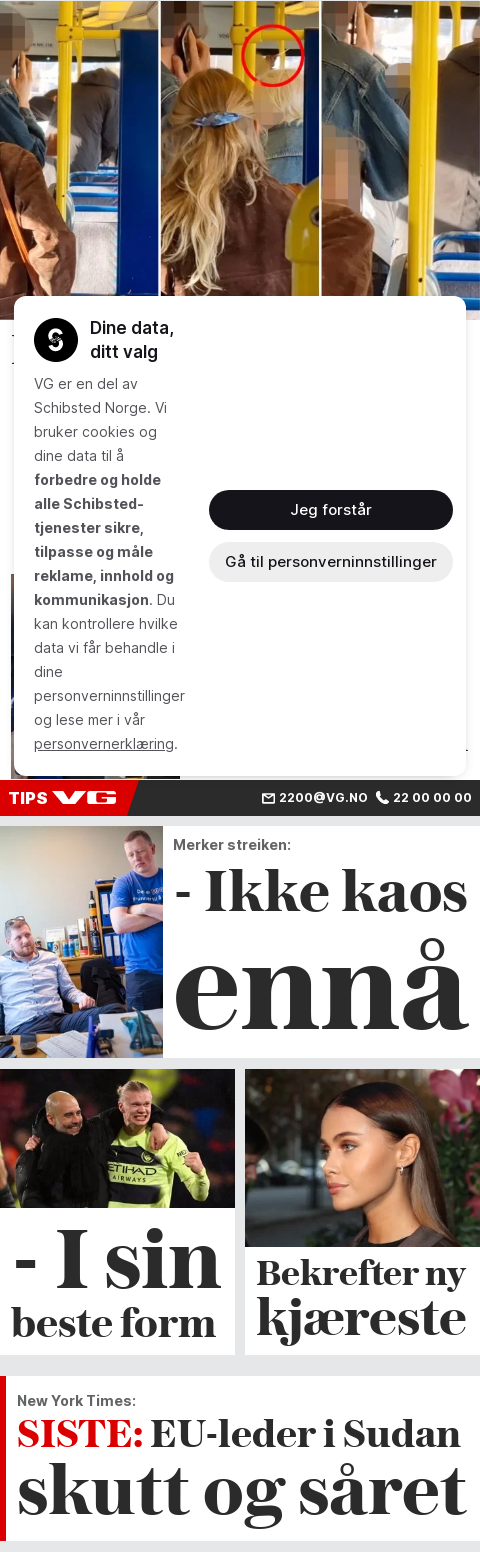 Dine data,
ditt valg
VG er en del av
Schibsted Norge. Vi
bruker cookies og
dine data til å
forbedre og holde
alle Schibsted-
tjenester sikre,
tilpasse og måle
reklame, innhold og
kommunikasjon. Du
kan kontrollere hvilke
data vi får behandle i
dine
personverninnstillinger
og lese mer i vår
personvernerklæring.
Jeg forstår
Gå til personverninnstillinger
TIPS VG 2200@VG.NO 22 00 00 00
Merker streiken:
- Ikke kaos
ennå
ETIHAD
AIRWAYS
- I sin
beste form
Bekrefter ny
kjæreste
New York Times:
SISTE: EU-leder i Sudan
skutt og såret